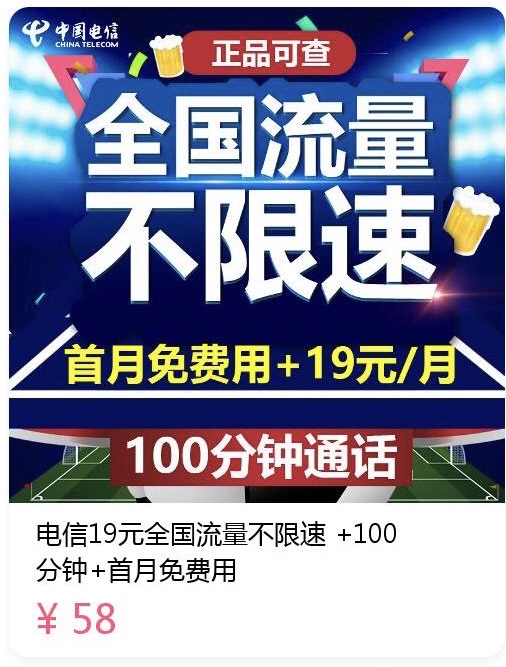 中国电信
CHINA TELECOM
正品可查
全国流量
不限速
首月免费用+19元/月
100分钟通话
电信19元全国流量不限速 +100
分钟+首月免费用
¥ 58